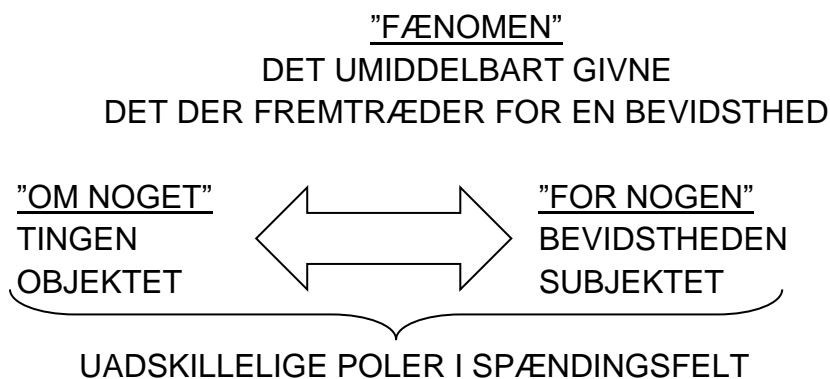 ”FÆNOMEN”
DET UMIDDELBART GIVNE
DET DER FREMTRÆDER FOR EN BEVIDSTHED
”OM NOGET”
TINGEN
OBJEKTET
”FOR NOGEN”
BEVIDSTHEDEN
SUBJEKTET
UADSKILLELIGE POLER I SPÆNDINGSFELT